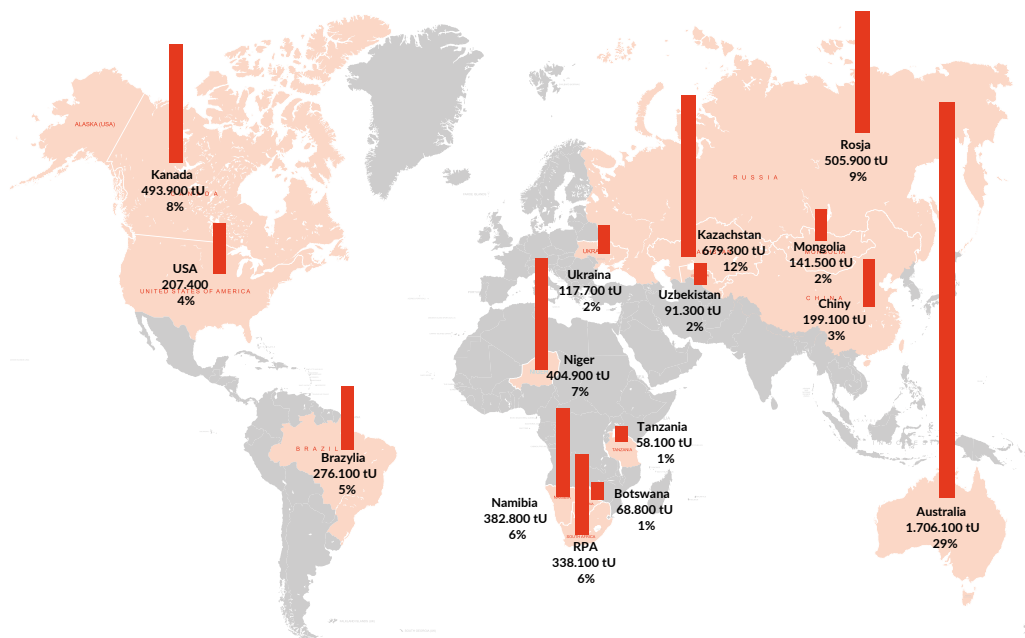 ALASKA (USA)
Kanada
493.900 tU
8%
USA
207.400
UNITED STATES OF AMERICA
4%
BRAZIL
Brazylia
276.100 tU
5%
Rosja
505.900 tU
9%
RUSSIA
Kazachstan
679.300 tU
12%
Mongolia
141.500 tU
2%
Ukraina
117.700 tU
2%
Uzbekistan
91.300 tU
2%
CHINA
Chiny
199.100 tU
3%
Niger
404.900 tU
7%
Tanzania
58.100 tU
1%
TANZANIA
Namibia
382.800 tU
6%
Botswana
68.800 tU
1%
SOUTH AFRICA
RPA
338.100 tU
6%
Australia
1.706.100 tU
29%